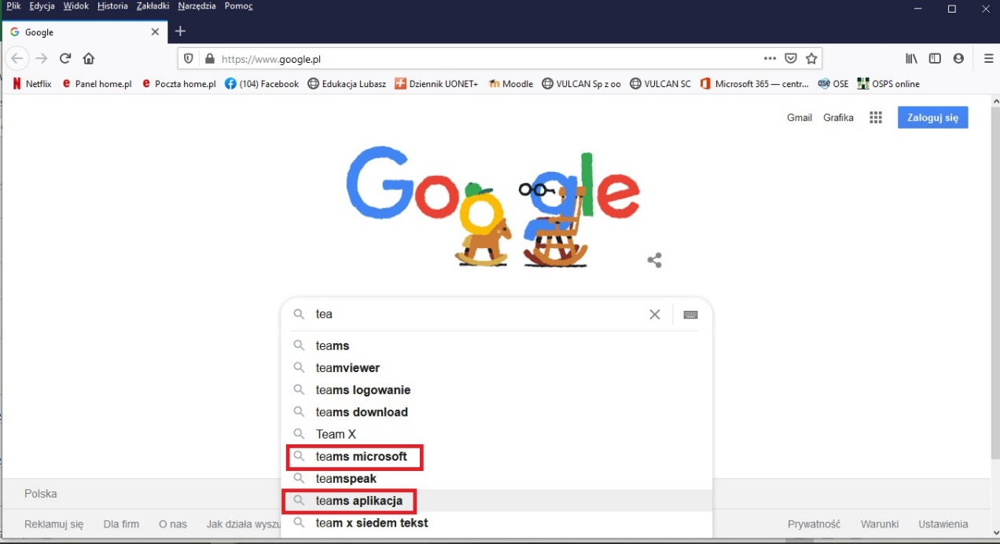 Plik Edycja Widok Historia Zakładki Narzędzia Pomoc
Google
https://www.google.pl
Netflix Panel home.pl Poczta home.pl (104) Facebook Edukacja Lubasz Dziennik UONET+ Moodle VULCAN Sp z oo VULCAN SC Microsoft 365 — centr... OSE OSPS online
Gmail Grafika Zaloguj się
Google
tea
teams
teamviewer
teams logowanie
teams download
Team X
teams microsoft
teamspeak
teams aplikacja
team x siedem tekst
Polska
Reklamuj się Dla firm O nas Jak działa wyszu
Prywatność Warunki Ustawienia